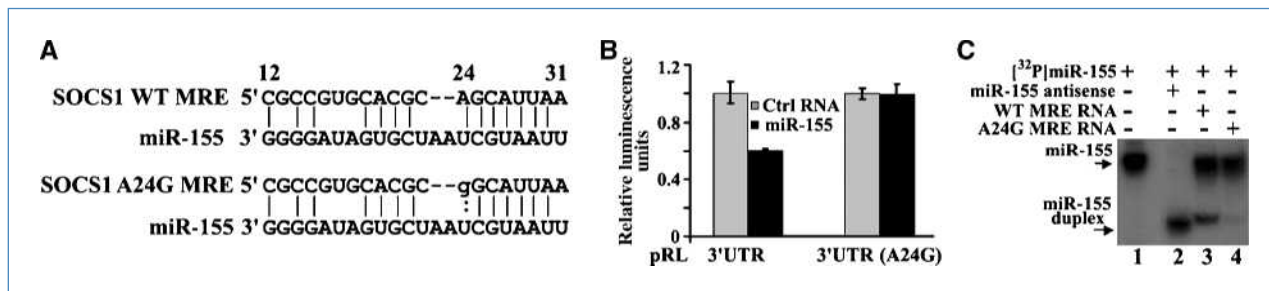 A
12 24 31
SOCS1 WT MRE 5'CGCCGUGCACGC--AGCAUUAA
miR-155 3'GGGGAUAGUGCUAAUCGUAAUU
SOCS1 A24G MRE 5'CGCCGUGCACGC--gGCAUUAA
miR-155 3'GGGGAUAGUGCUAAUCGUAAUU
B
Relative luminescence
units
1.2
0.8
0.4
0
Ctrl RNA
miR-155
pRL 3'UTR 3'UTR (A24G)
C
[32P]miR-155 + + + +
miR-155 antisense - + - -
WT MRE RNA - - + -
A24G MRE RNA - - - +
miR-155
miR-155
duplex
1 2 3 4